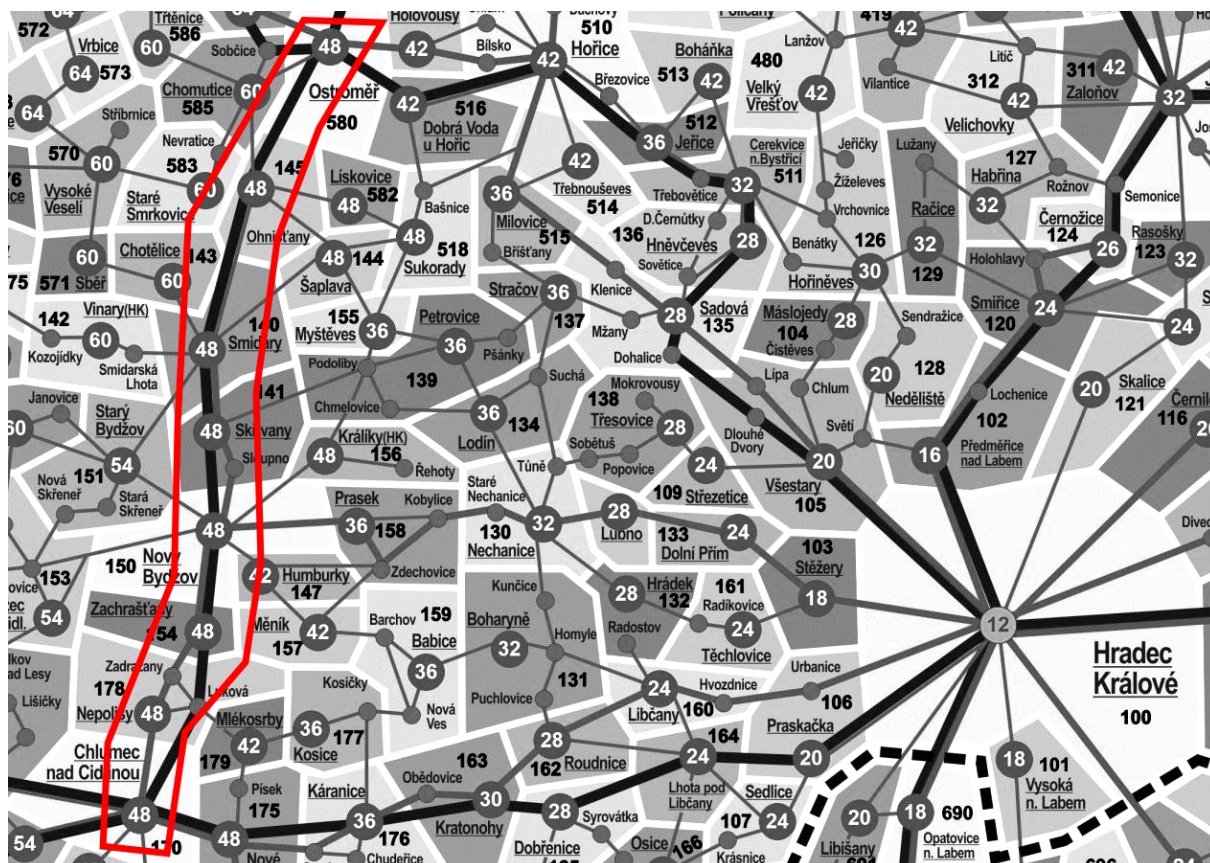 572
Třtěnice
586
64
48
Holovousy
42
Bílsko
510
Hořice
42
Boháňka
513
42
480
Lanžov
419
42
Litíč
312
311
42
Zaloňov
32
Vrbice
60
64
573
Sobčice
Chomutice
585
60
Ostroměř
580
42
516
Dobrá Voda
u Hořic
Březovice
512
Jeřice
36
Velký
Vřešťov
42
Vilantice
42
Velichovky
64
Stříbrnice
570
60
Vysoké
Veselí
Nevratice
583
60
Staré
Smrkovice
145
48
Lískovice
582
48
Bašnice
42
Třebnouševes
514
Třebovětice
32
Cerekvice
n.Bystřicí
511
Jeřičky
Žíželeves
Lužany
127
Habřina
32
Rožnov
Semonice
36
Milovice
515
136
D.Černútky
Hněvčeves
28
Vrchovnice
Račice
32
129
Černožice
124
26
Rasošky
123
32
Ohništany
Chotělice
143
60
60
571
Sběř
48
144
Šaplava
48
518
Sukorady
Bříšťany
Sovětice
Benátky
126
30
Hořiněves
Holohlavy
Smiřice
120
24
24
142
Vinary(HK)
60
Kozojídky
Smidarská
Lhota
140
Smidary
48
155
Myštěves
36
Petrovice
36
Stračov
36
137
Klenice
Mžany
28
Sadová
135
Máslojedy
104
28
Sendražice
Čistěves
Pšánky
Dohalice
Podoliby
139
Suchá
Lípa
Chlum
128
20
Neděliště
Lochenice
102
20
Skalice
121
Černil
116
141
Janovice
Starý
Bydžov
60
Skřivany
48
Chmelovice
36
Lodín
134
Mokrovousy
138
Třesovice
28
Dlouhé
Dvory
Světí
16
Předměřice
nad Labem
Sloupno
Králíky(HK)
156
48
Řehoty
Sobětuš
Popovice
24
Střezetice
109
20
Všestary
105
54
151
Nová
Skřeneř
Stará
Skřeneř
Tůně
Prasek
36
158
Kobylice
Staré
Nechanice
130
Nechanice
32
28
Lubno
133
Dolní Přím
24
103
Stěžery
18
48
150
Nový
Bydžov
153
54
42
Humburky
147
Zdechovice
Kunčice
Hrádek
132
28
161
Radíkovice
24
Těchlovice
12
Hradec
Králové
100
Zachrašťany
154
48
Měník
157
42
Barchov
159
Babice
36
Boharyně
32
Homyle
131
Radostov
Zadražany
178
Nepolisy
48
Luková
Lišičky
Kosičky
Nová
Ves
Puchlovice
24
Libčany
Hvozdnice
160
Urbanice
106
Mlékosrby
42
179
36
Kosice
177
28
162
Roudnice
164
24
Praskačka
20
Chlumec
nad Cidlinou
48
170
Písek
175
Káranice
36
176
Obědovice
163
30
Kratonohy
28
Dobřenice
Syrovátka
Lhota pod
Libčany
Sedlice
107
24
18
101
Vysoká
n. Labem
54
48
Nové
Chudeřice
Osice
166
Krásnice
20
Libišany
18
690
Opatovice
n. Labem